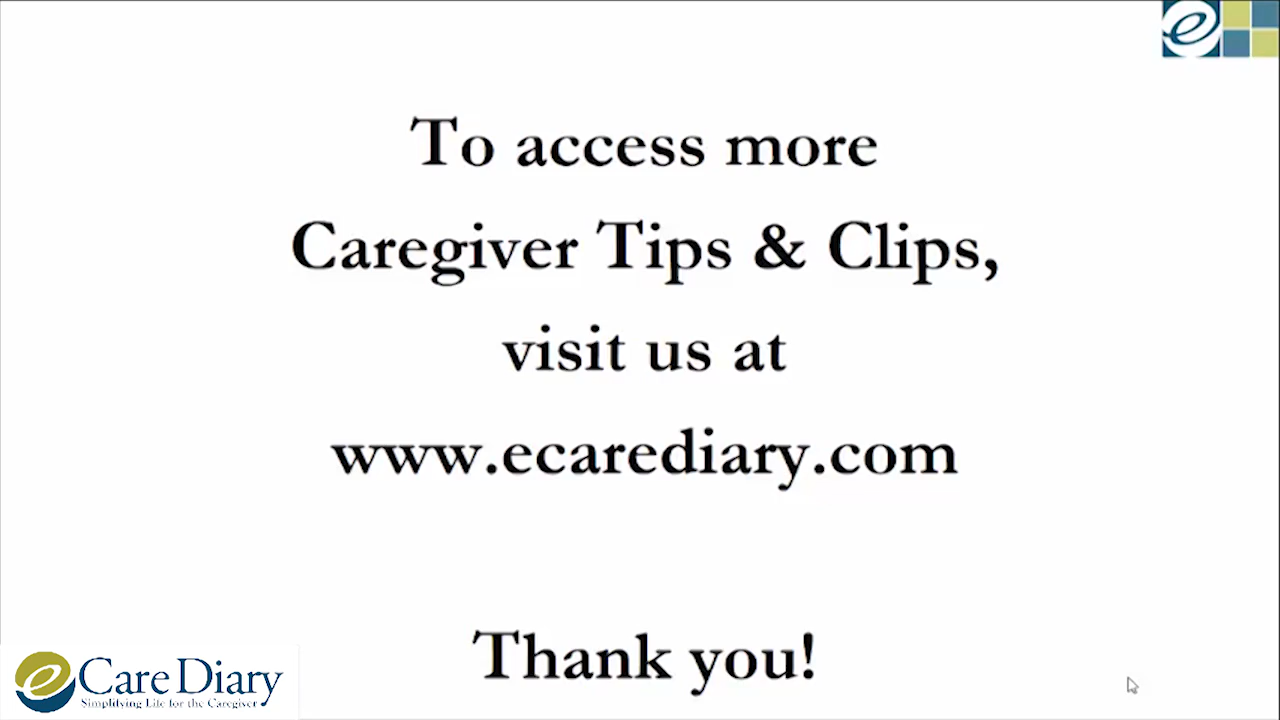 e
To access more
Caregiver Tips & Clips,
visit us at
www.ecarediary.com
Thank you!
eCare Diary
Simplifying Life for the Caregiver